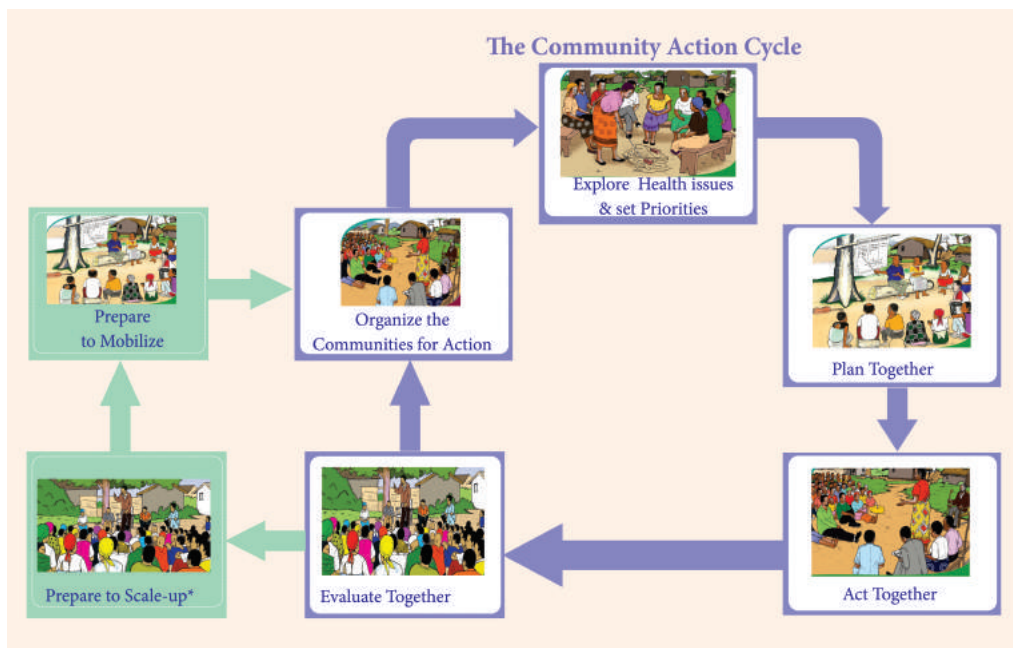 The Community Action Cycle
Explore Health issues
& set Priorities
Prepare
to Mobilize
Organize the
Communities for Action
Plan Together
Prepare to Scale-up*
Evaluate Together
Act Together